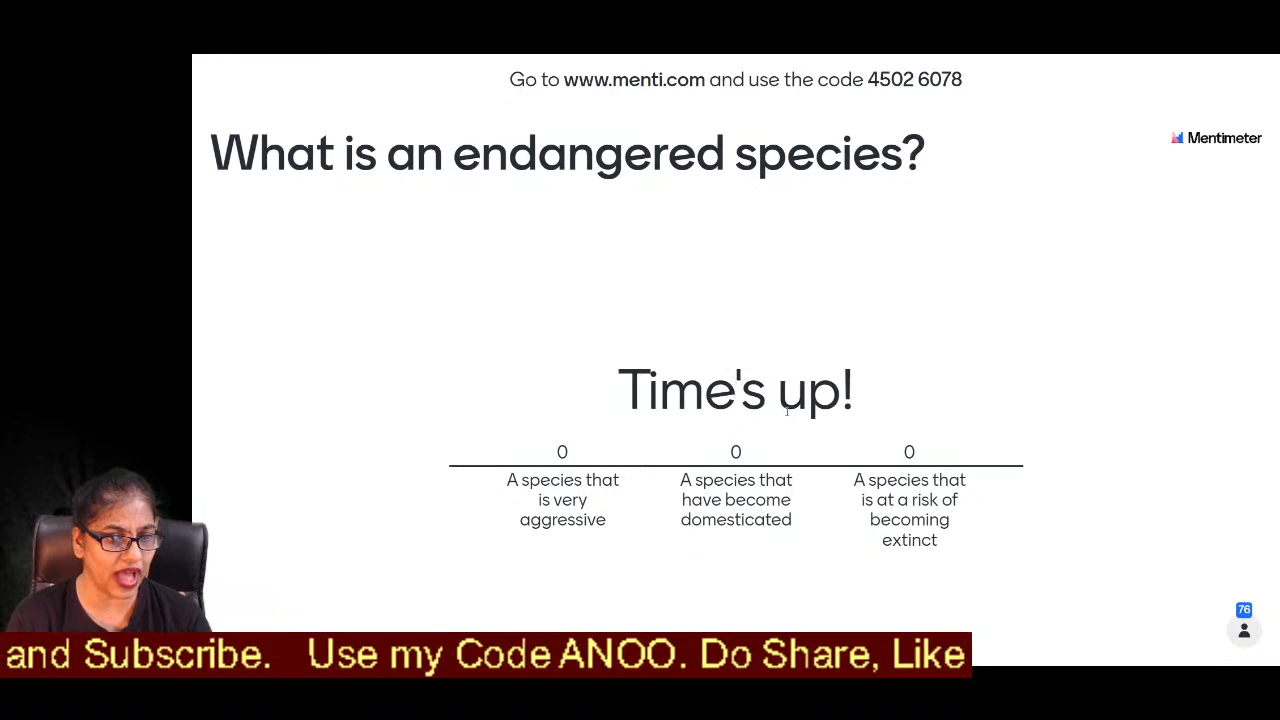 Go to www.menti.com and use the code 4502 6078
What is an endangered species?
Mentimeter
Time's up!
0
0
0
A species that
is very
aggressive
A species that
have become
domesticated
A species that
is at a risk of
becoming
extinct
76
and Subscribe. Use my Code ANOO. Do Share, Like